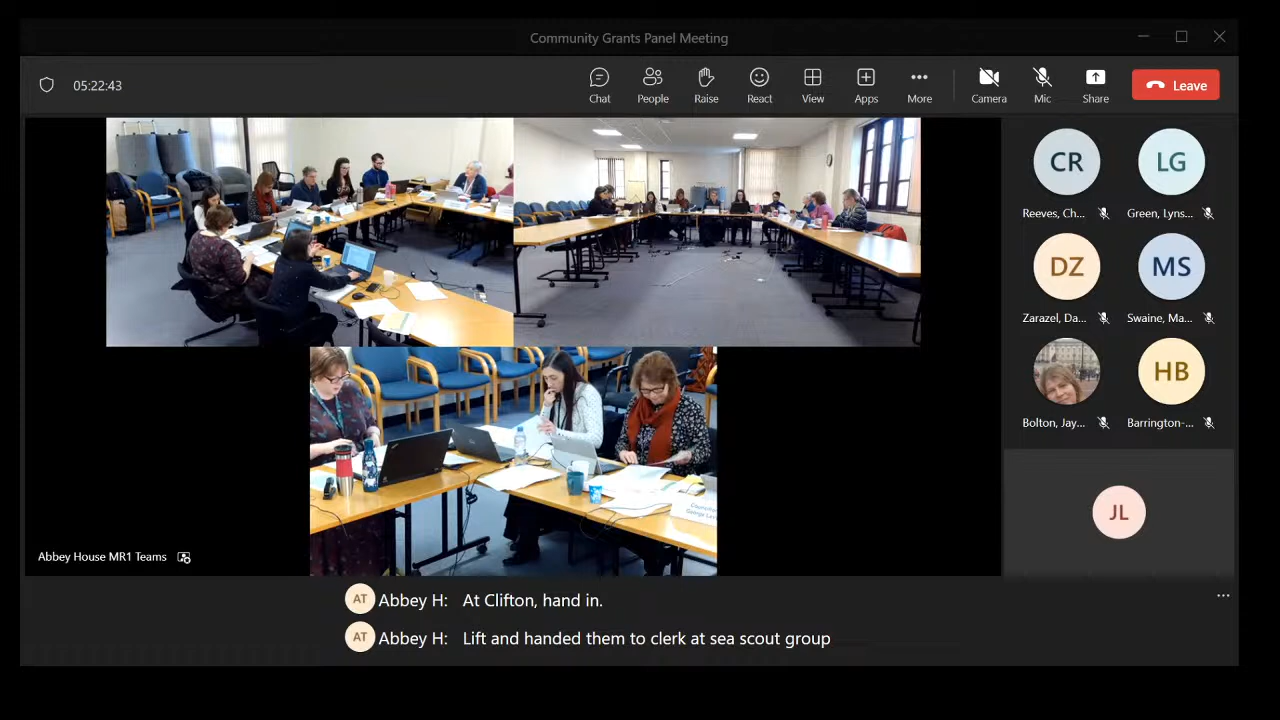 Community Grants Panel Meeting
05:22:43
Chat People Raise React View Apps More Camera Mic Share Leave
CR LG
Reeves, Ch... Green, Lyns...
DZ MS
Zarazel, Da... Swaine, Ma...
HB
Bolton, Jay... Barrington-...
JL
Councillor
Abbey House MR1 Teams
AT Abbey H: At Clifton, hand in.
AT Abbey H: Lift and handed them to clerk at sea scout group